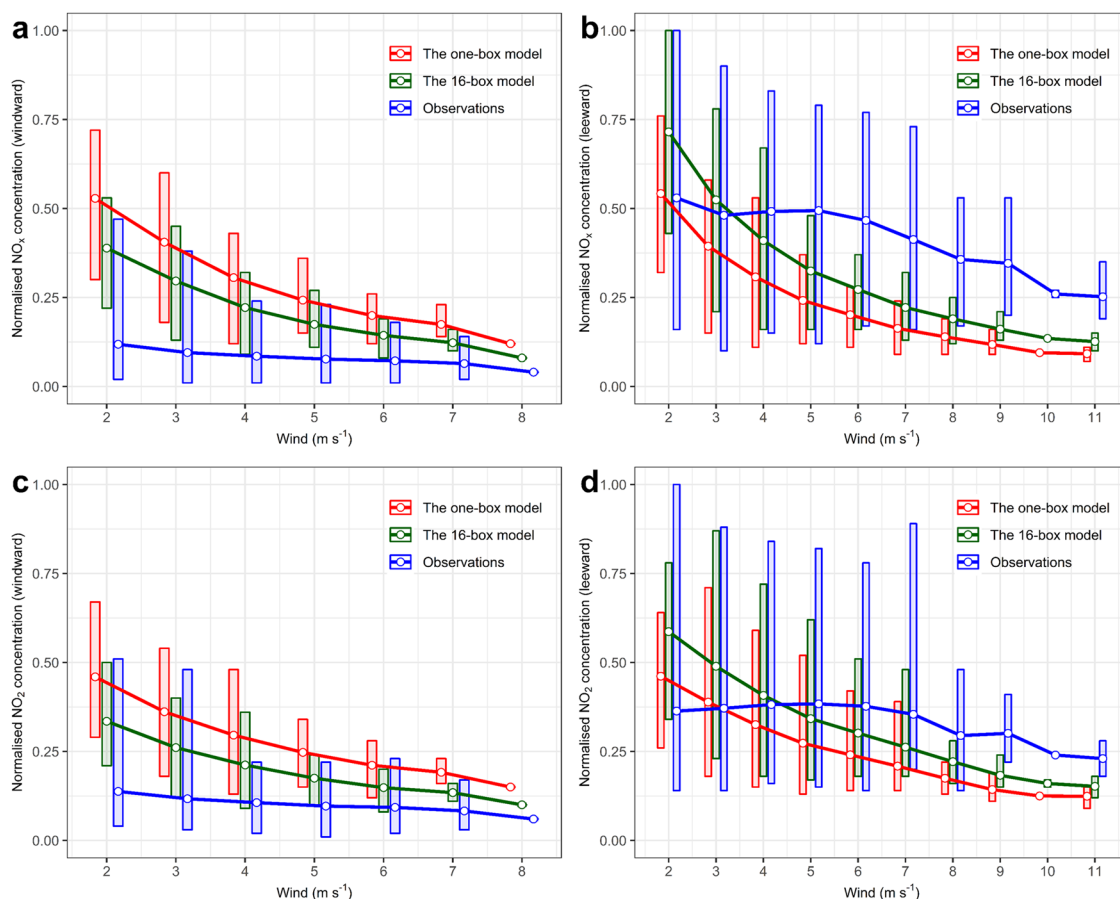 a
Normalised NOₓ concentration (windward)
1.00
0.75
0.50
0.25
0.00
The one-box model
The 16-box model
Observations
2 3 4 5 6 7 8
Wind (m s⁻¹)
b
Normalised NOₓ concentration (leeward)
1.00
0.75
0.50
0.25
0.00
The one-box model
The 16-box model
Observations
2 3 4 5 6 7 8 9 10 11
Wind (m s⁻¹)
c
Normalised NO₂ concentration (windward)
1.00
0.75
0.50
0.25
0.00
The one-box model
The 16-box model
Observations
2 3 4 5 6 7 8
Wind (m s⁻¹)
d
Normalised NO₂ concentration (leeward)
1.00
0.75
0.50
0.25
0.00
The one-box model
The 16-box model
Observations
2 3 4 5 6 7 8 9 10 11
Wind (m s⁻¹)